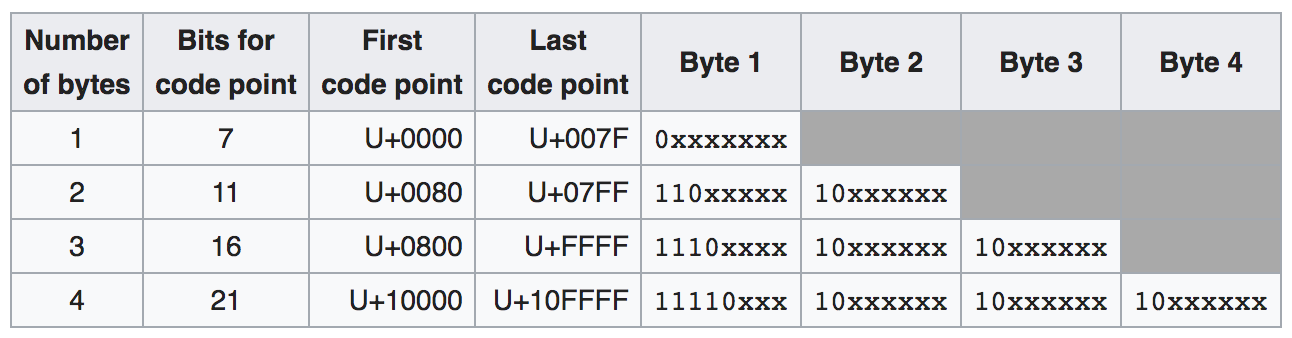 Number of bytes Bits for code point First code point Last code point Byte 1 Byte 2 Byte 3 Byte 4
1 7 U+0000 U+007F 0xxxxxxx
2 11 U+0080 U+07FF 110xxxxx 10xxxxxx
3 16 U+0800 U+FFFF 1110xxxx 10xxxxxx 10xxxxxx
4 21 U+10000 U+10FFFF 11110xxx 10xxxxxx 10xxxxxx 10xxxxxx